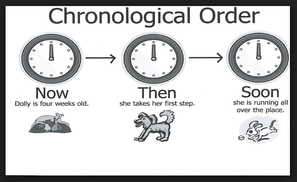 Chronological Order
Now
Then
Soon
Dolly is four weeks old.
she takes her first step.
she is running all
over the place.